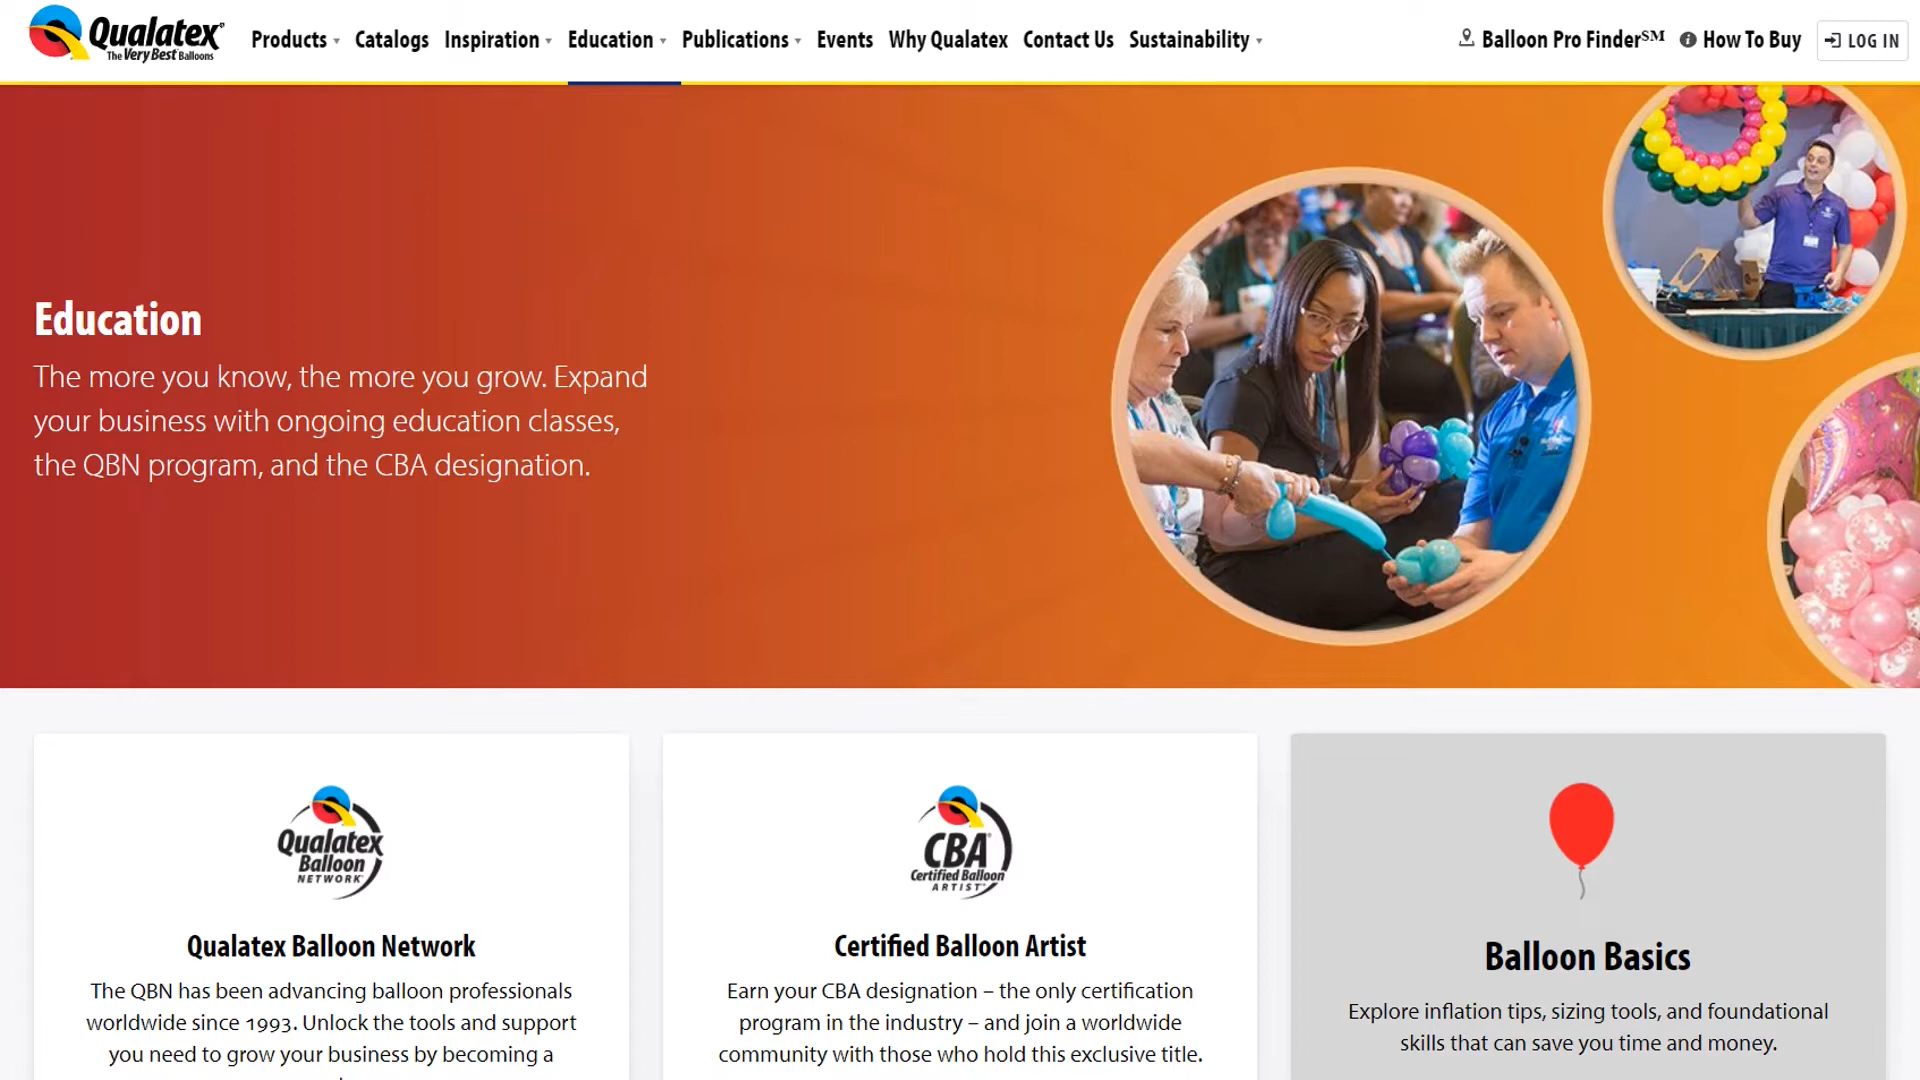 Qualatex
The Very Best Balloons
Products
Catalogs
Inspiration
Education
Publications
Events
Why Qualatex
Contact Us
Sustainability
Balloon Pro Finder℠
How To Buy
LOG IN
Education
The more you know, the more you grow. Expand
your business with ongoing education classes,
the QBN program, and the CBA designation.
Qualatex
Balloon
NETWORK
Qualatex Balloon Network
The QBN has been advancing balloon professionals
worldwide since 1993. Unlock the tools and support
you need to grow your business by becoming a
CBA
Certified Balloon
ARTIST
Certified Balloon Artist
Earn your CBA designation – the only certification
program in the industry – and join a worldwide
community with those who hold this exclusive title.
Balloon Basics
Explore inflation tips, sizing tools, and foundational
skills that can save you time and money.